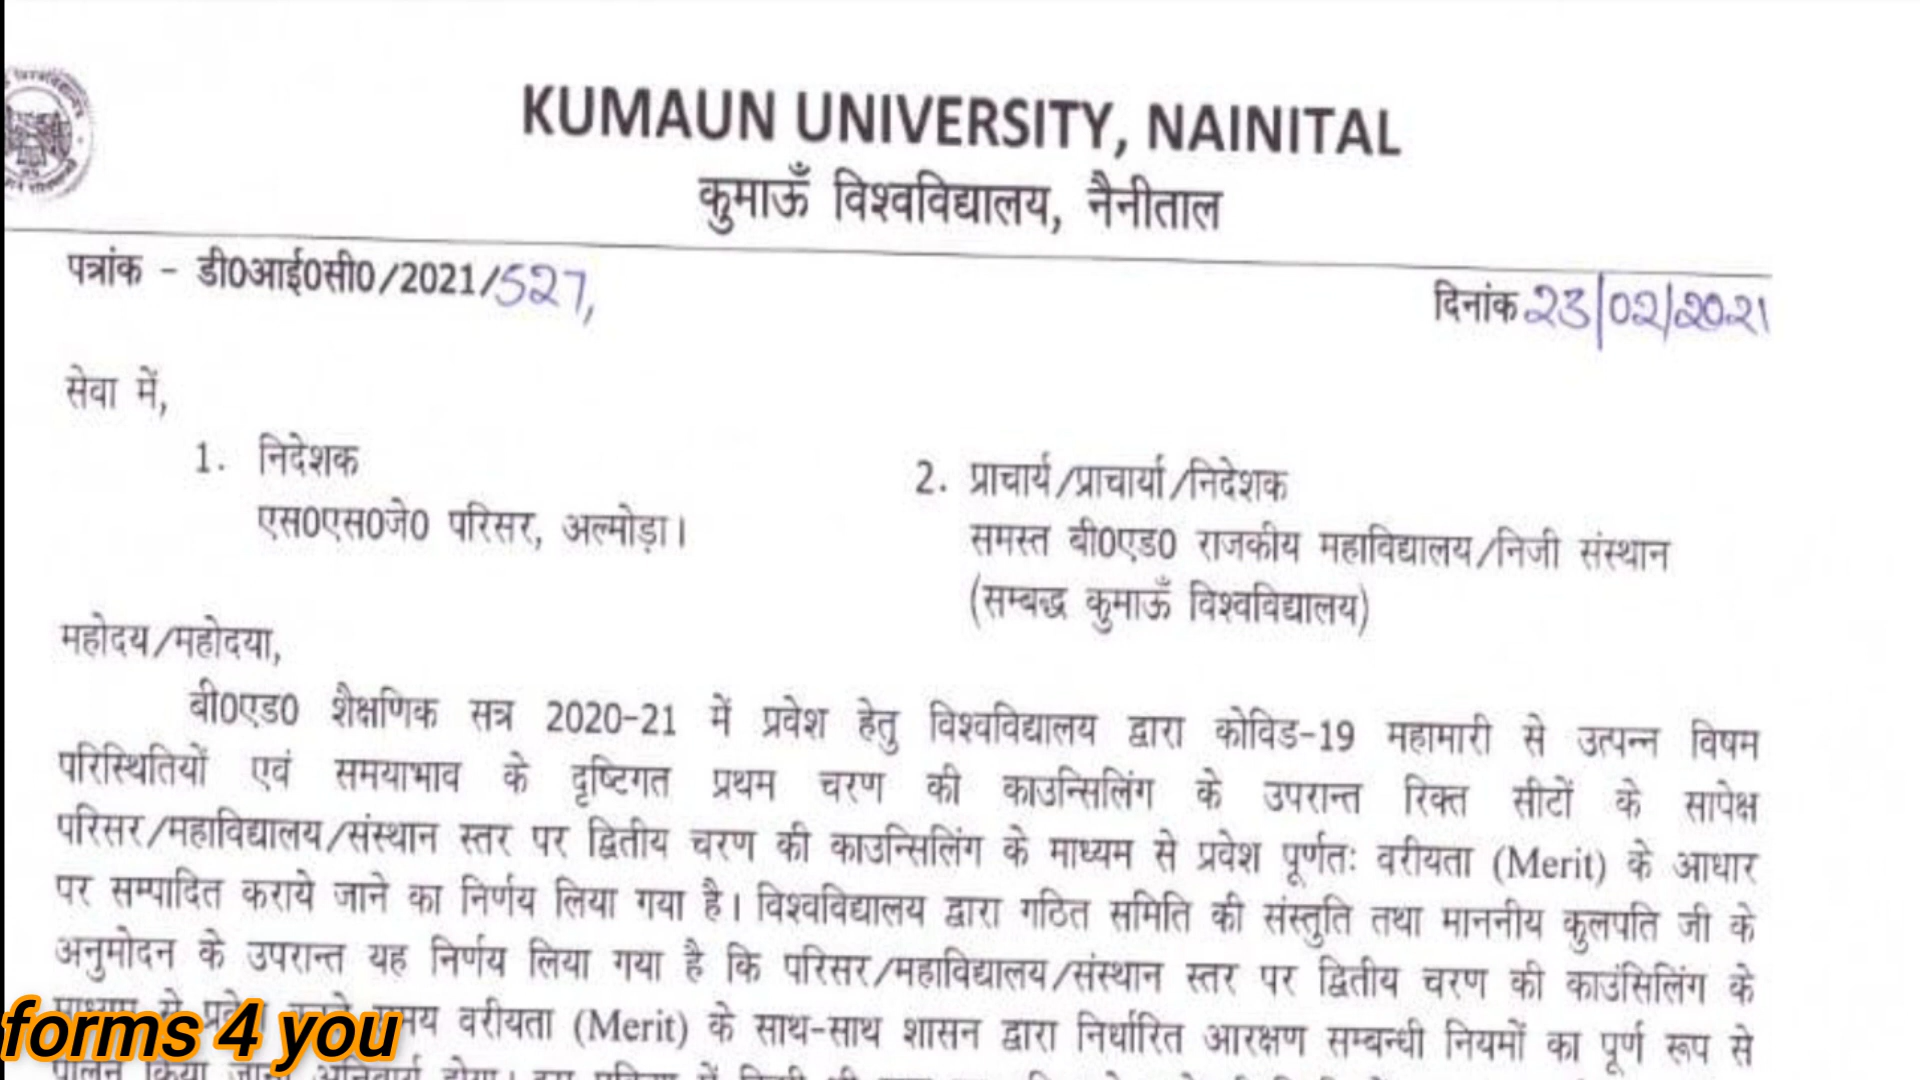 KUMAUN UNIVERSITY, NAINITAL
कुमाऊँ विश्वविद्यालय, नैनीताल
पत्रांक - डी0आई0सी0/2021/527,
दिनांक 23/02/2021
सेवा में,
1. निदेशक
एस0एस0जे0 परिसर, अल्मोड़ा।
2. प्राचार्य/प्राचार्या/निदेशक
समस्त बी0एड0 राजकीय महाविद्यालय/निजी संस्थान
(सम्बद्ध कुमाऊँ विश्वविद्यालय)
महोदय/महोदया,
बी0एड0 शैक्षणिक सत्र 2020-21 में प्रवेश हेतु विश्वविद्यालय द्वारा कोविड-19 महामारी से उत्पन्न विषम
परिस्थितियों एवं समयाभाव के दृष्टिगत प्रथम चरण की काउन्सिलिंग के उपरान्त रिक्त सीटों के सापेक्ष
परिसर/महाविद्यालय/संस्थान स्तर पर द्वितीय चरण की काउन्सिलिंग के माध्यम से प्रवेश पूर्णतः वरीयता (Merit) के आधार
पर सम्पादित कराये जाने का निर्णय लिया गया है। विश्वविद्यालय द्वारा गठित समिति की संस्तुति तथा माननीय कुलपति जी के
अनुमोदन के उपरान्त यह निर्णय लिया गया है कि परिसर/महाविद्यालय/संस्थान स्तर पर द्वितीय चरण की काउंसिलिंग के
वरीयता (Merit) के साथ-साथ शासन द्वारा निर्धारित आरक्षण सम्बन्धी नियमों का पूर्ण रूप से
forms 4 you